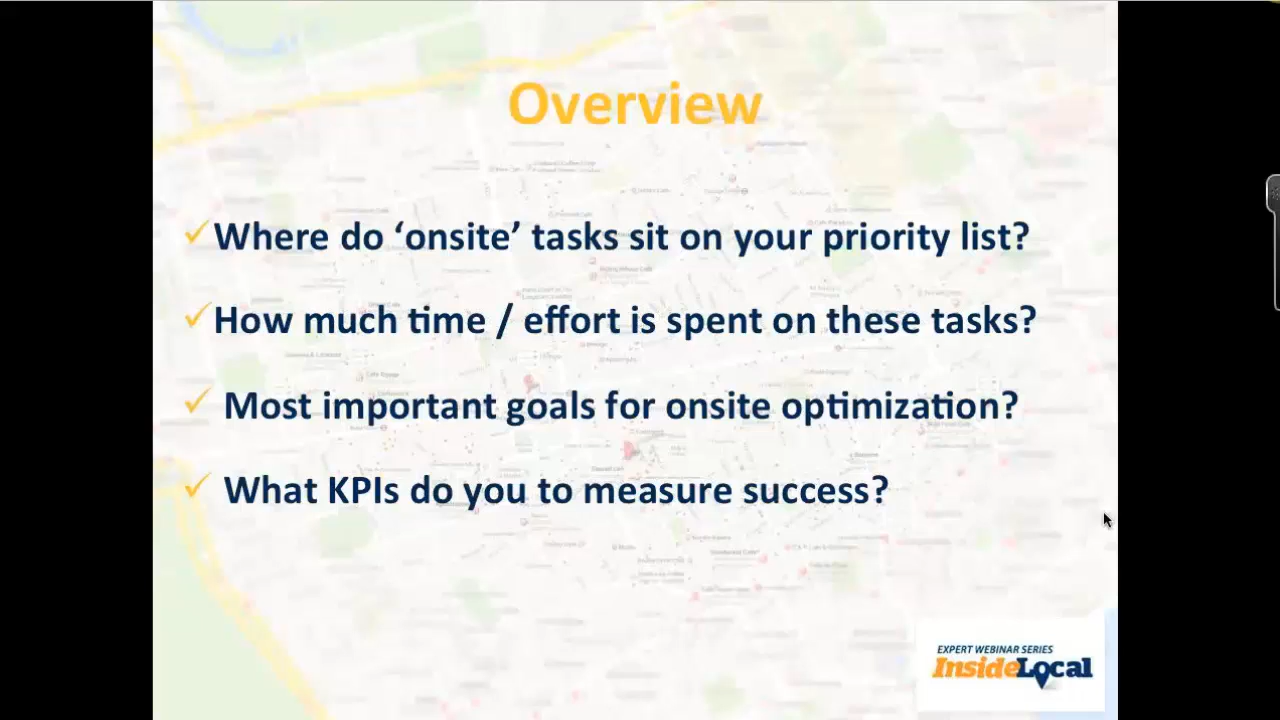 Overview
Where do ‘onsite’ tasks sit on your priority list?
How much time / effort is spent on these tasks?
Most important goals for onsite optimization?
What KPIs do you to measure success?
EXPERT WEBINAR SERIES
InsideLocal